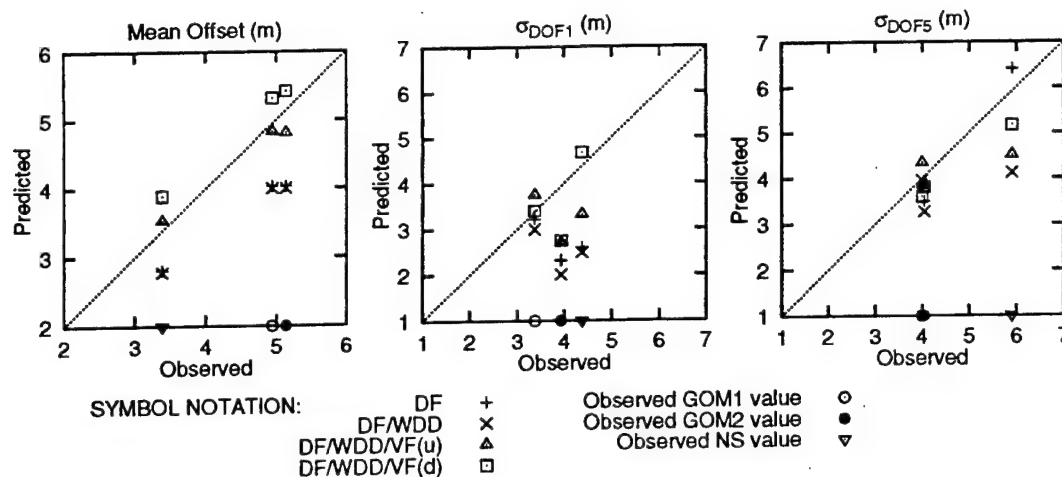 Mean Offset (m)
6
5
4
3
2
Predicted
2 3 4 5 6
Observed
σDOF1 (m)
7
6
5
4
3
2
1
Predicted
1 2 3 4 5 6 7
Observed
σDOF5 (m)
7
6
5
4
3
2
1
Predicted
1 2 3 4 5 6 7
Observed
SYMBOL NOTATION:
DF +
DF/WDD ×
DF/WDD/VF(u)
DF/WDD/VF(d)
Observed GOM1 value
Observed GOM2 value
Observed NS value